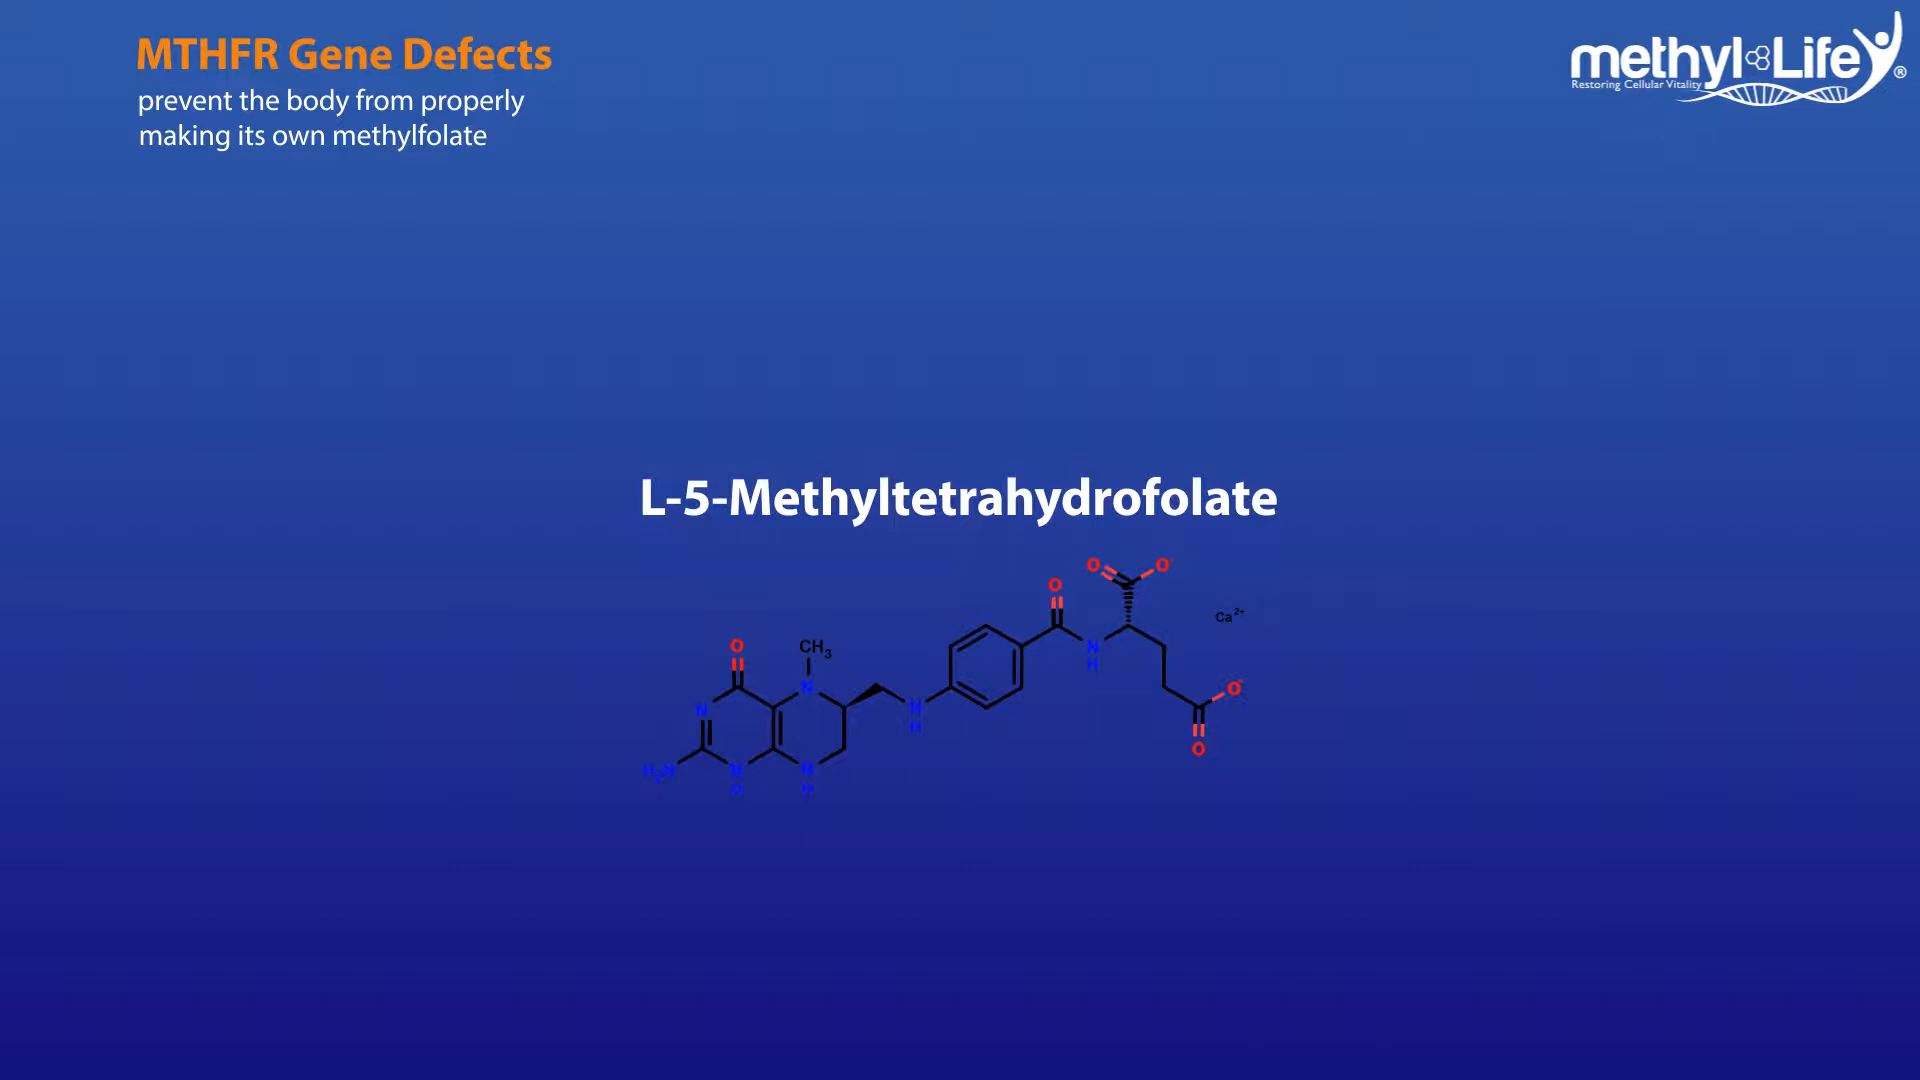 MTHFR Gene Defects
prevent the body from properly
making its own methylfolate
methyl Life ®
Restoring Cellular Vitality
L-5-Methyltetrahydrofolate
O O-
O
Ca2+
O CH3 N
H
N O-
N N
H
O
H2N N N
H H